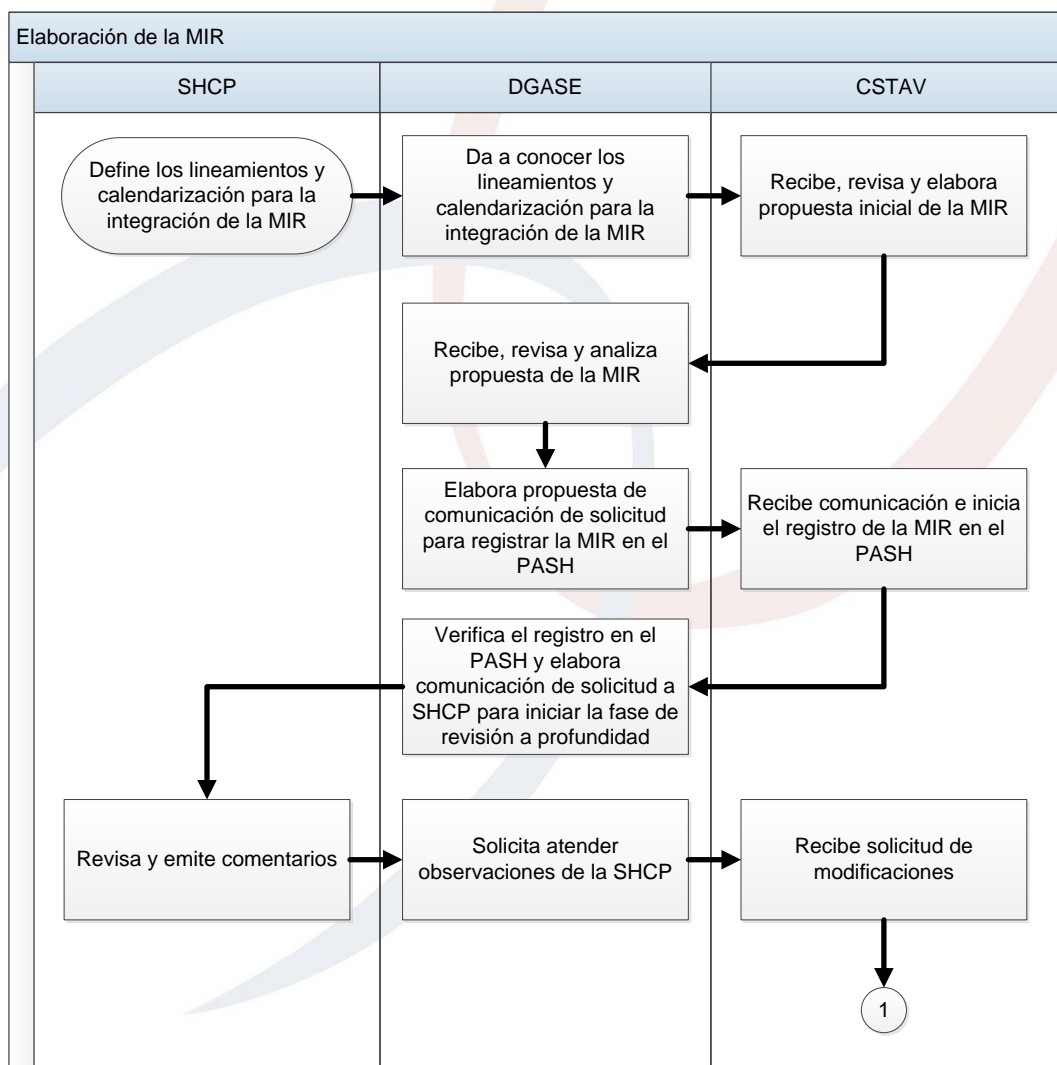 Elaboración de la MIR
SHCP
DGASE
CSTAV
Define los lineamientos y
calendarización para la
integración de la MIR
Da a conocer los
lineamientos y
calendarización para la
integración de la MIR
Recibe, revisa y elabora
propuesta inicial de la MIR
Recibe, revisa y analiza
propuesta de la MIR
Elabora propuesta de
comunicación de solicitud
para registrar la MIR en el
PASH
Recibe comunicación e inicia
el registro de la MIR en el
PASH
Verifica el registro en el
PASH y elabora
comunicación de solicitud a
SHCP para iniciar la fase de
revisión a profundidad
Revisa y emite comentarios
Solicita atender
observaciones de la SHCP
Recibe solicitud de
modificaciones
1